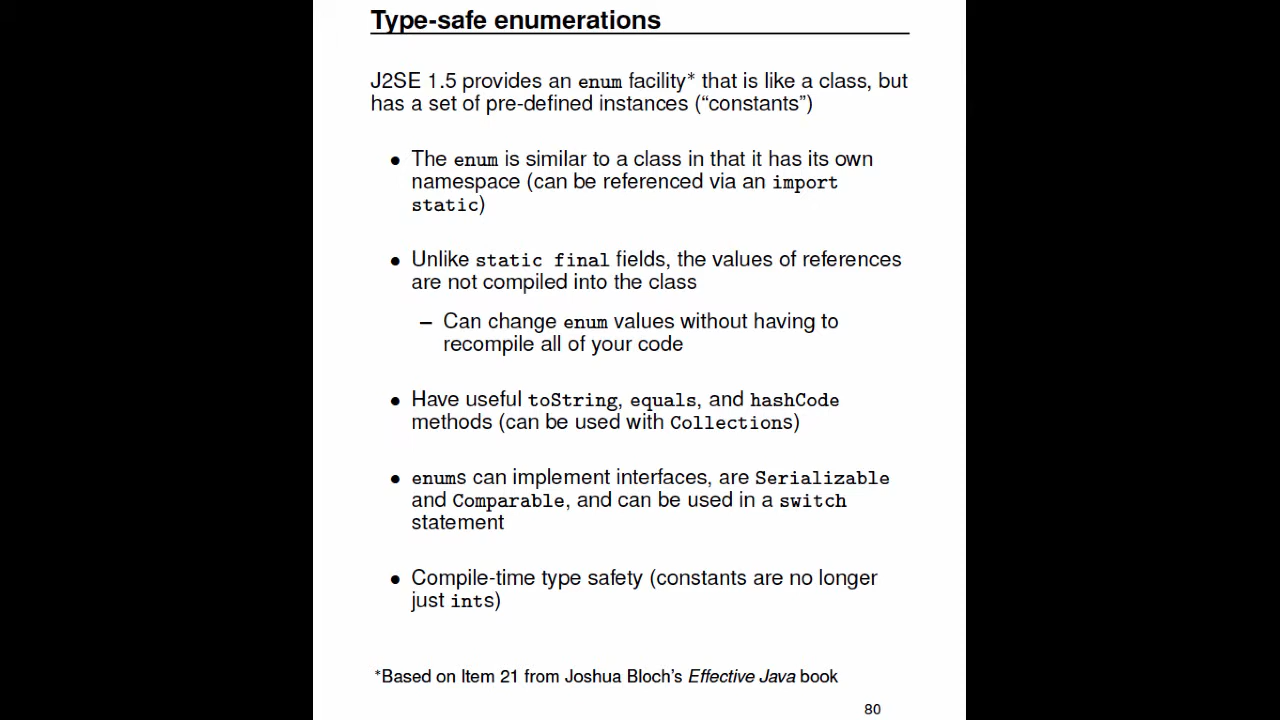 Type-safe enumerations
J2SE 1.5 provides an enum facility* that is like a class, but
has a set of pre-defined instances (“constants”)
• The enum is similar to a class in that it has its own
namespace (can be referenced via an import
static)
• Unlike static final fields, the values of references
are not compiled into the class
– Can change enum values without having to
recompile all of your code
• Have useful toString, equals, and hashCode
methods (can be used with Collections)
• enums can implement interfaces, are Serializable
and Comparable, and can be used in a switch
statement
• Compile-time type safety (constants are no longer
just ints)
*Based on Item 21 from Joshua Bloch’s Effective Java book
80